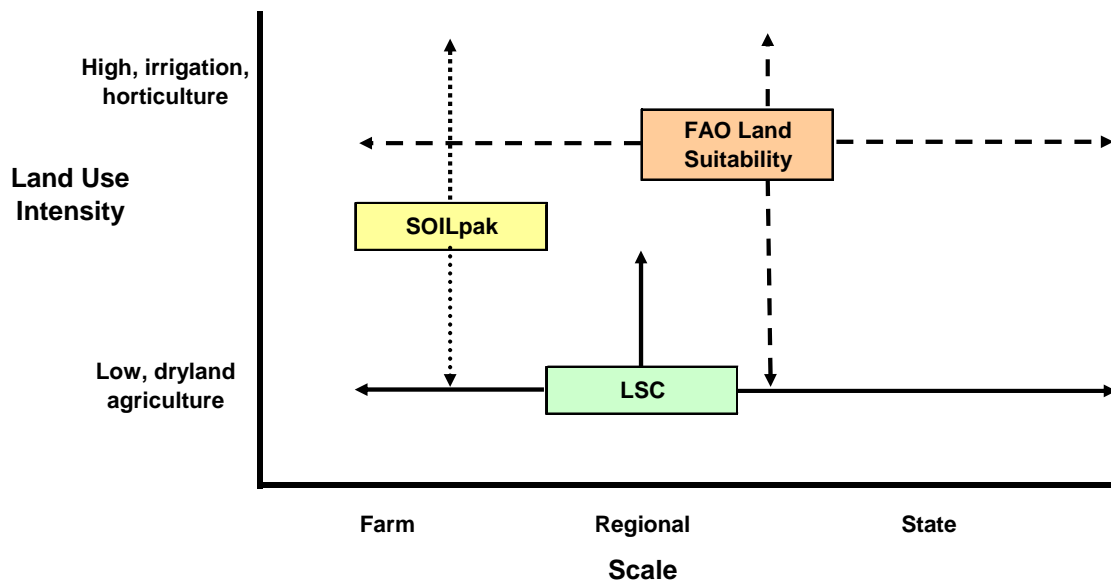 High, irrigation,
horticulture
FAO Land
Suitability
Land Use
Intensity
SOILpak
Low, dryland
agriculture
LSC
Farm
Regional
State
Scale